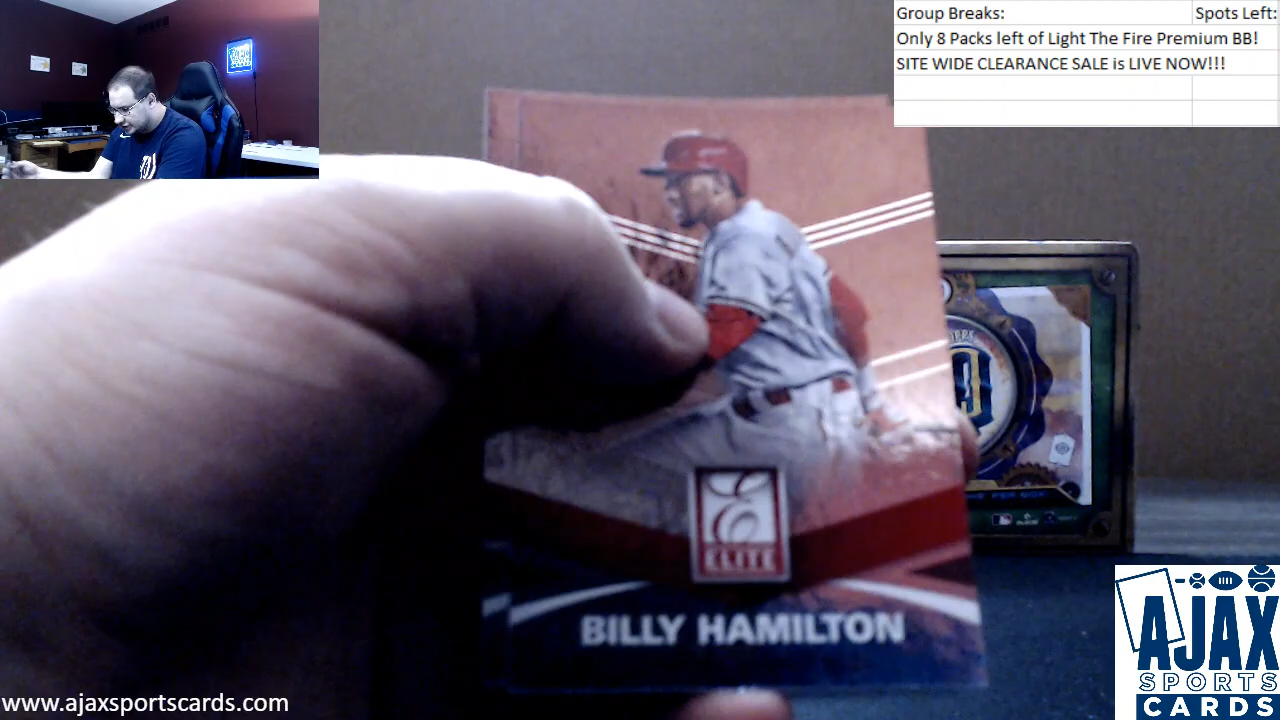 Group Breaks: Spots Left:
Only 8 Packs left of Light The Fire Premium BB!
SITE WIDE CLEARANCE SALE is LIVE NOW!!!
E
ELITE
BILLY HAMILTON
www.ajaxsportscards.com
AJAX
SPORTS
CARDS